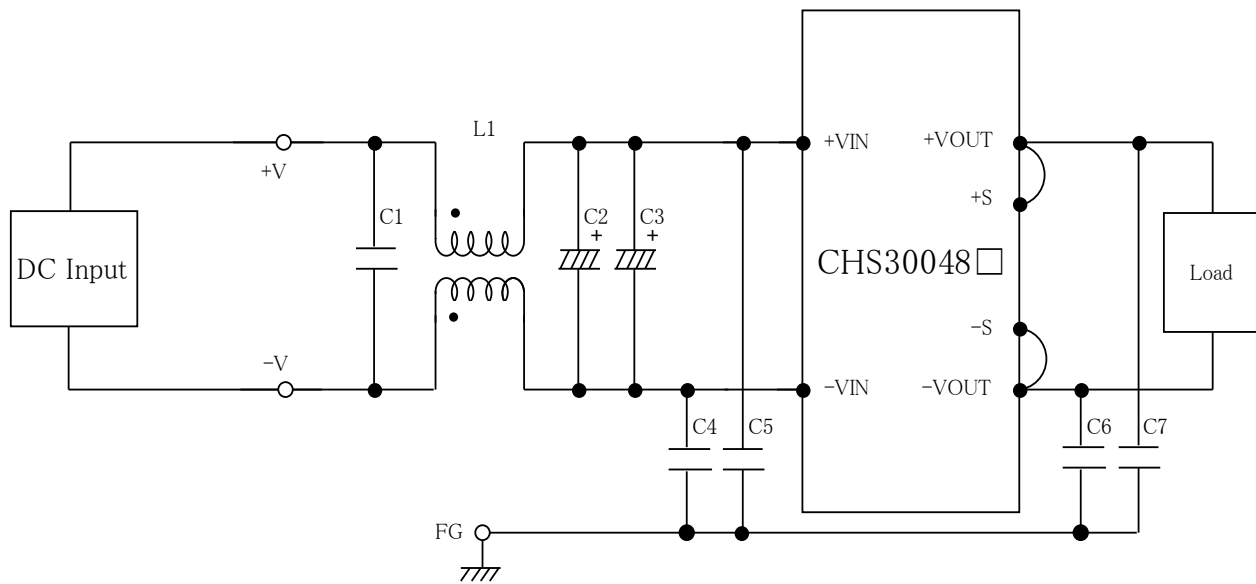 L1
+V
C1
C2
+
C3
+
+VIN
+VOUT
+S
DC Input
CHS30048□
Load
-S
-V
-VIN
-VOUT
C4
C5
C6
C7
FG